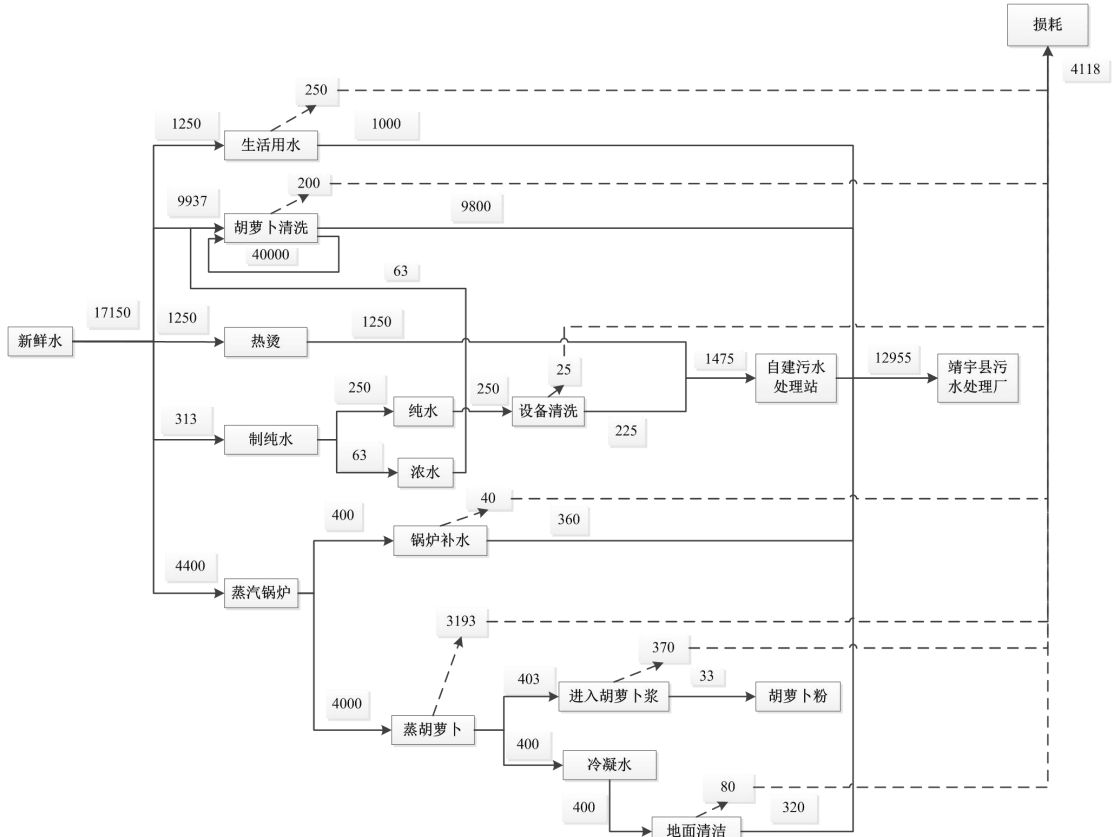 损耗
4118
250
1250
1000
生活用水
200
9937
9800
胡萝卜清洗
40000
63
17150
1250
1250
新鲜水
热烫
25
1475
自建污水
处理站
12955
靖宇县污
水处理厂
250
纯水
250
设备清洗
225
313
制纯水
63
浓水
40
400
360
锅炉补水
4400
蒸汽锅炉
3193
370
403
33
进入胡萝卜浆
胡萝卜粉
4000
蒸胡萝卜
400
冷凝水
80
400
320
地面清洁